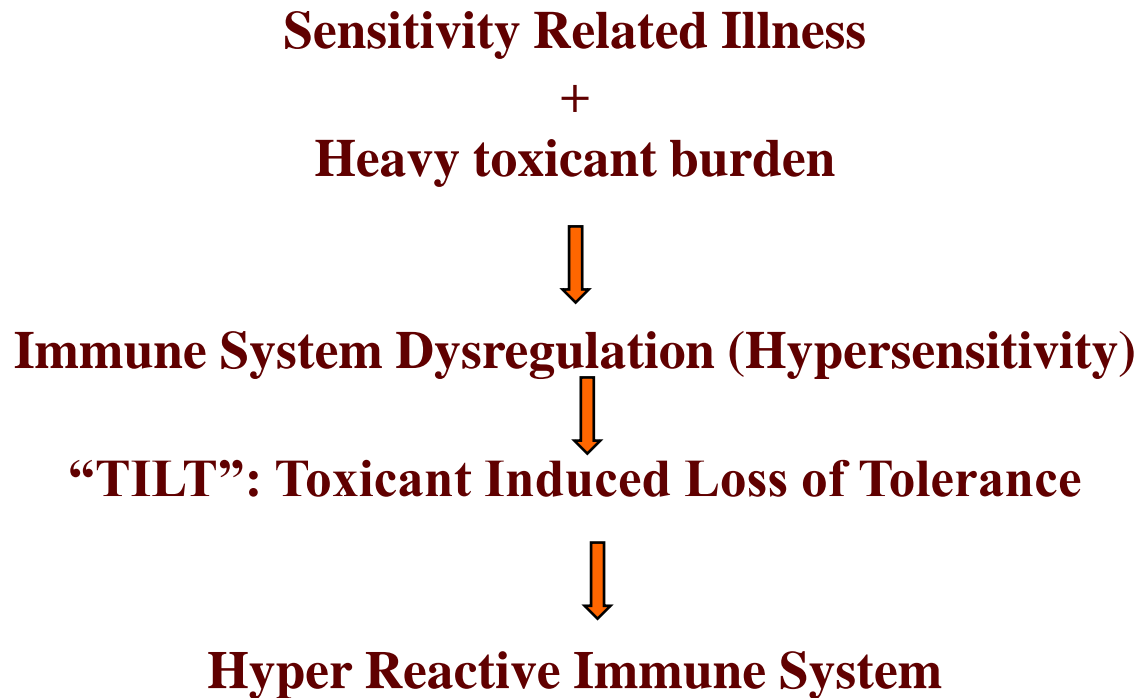 Sensitivity Related Illness
+
Heavy toxicant burden
Immune System Dysregulation (Hypersensitivity)
“TILT”: Toxicant Induced Loss of Tolerance
Hyper Reactive Immune System